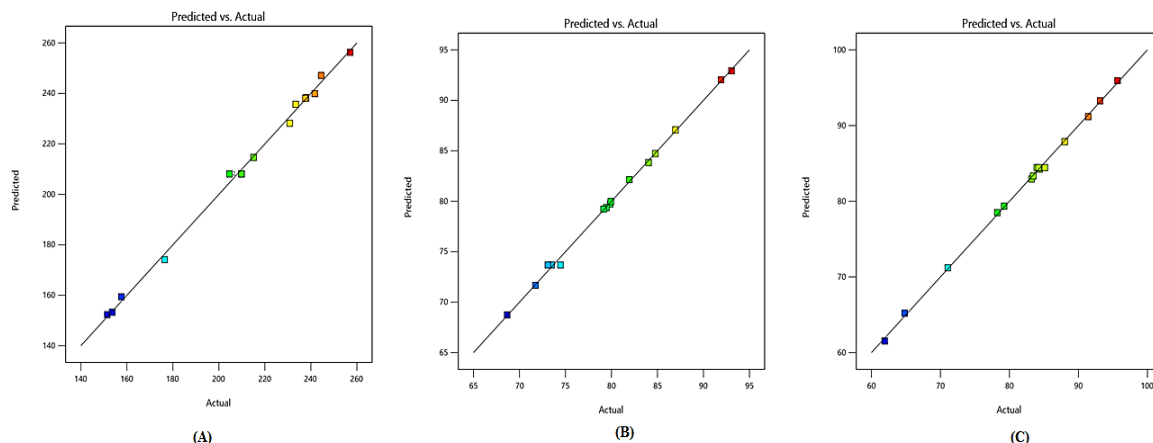 Predicted vs. Actual
260
240
220
200
180
160
140
Predicted
140 160 180 200 210 220 240 260
Actual
(A)
Predicted vs. Actual
95
90
85
80
75
70
65
Predicted
65 70 75 80 85 90 95
Actual
(B)
Predicted vs. Actual
100
90
80
70
60
Predicted
60 70 80 90 100
Actual
(C)